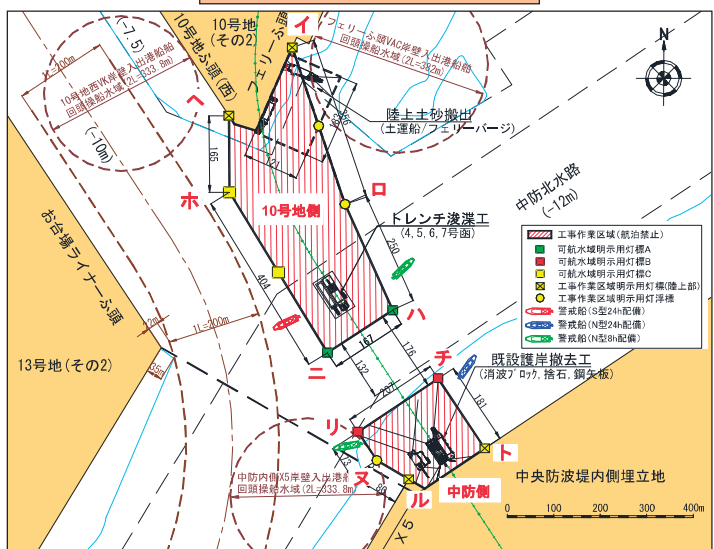 イ
10号地
(その2)
フェリーふ頭
10号地ふ頭(西)
(-7.5)
1L=200m
10号地西VK岸壁入出港船舶
回頭操船水域(2L=333.8m)
フェリーふ頭VAC岸壁入出港船舶
回頭操船水域(2L=392m)
N
(-10m)
ヘ
陸上土砂搬出
(土運船/フェリーバージ)
356
121
165
ホ
ロ
10号地側
中防北水路
(-12m)
トレンチ浚渫工
(4,5,6,7号函)
お台場ライナーふ頭
404
250
工事作業区域(航泊禁止)
可航水域明示用灯標A
可航水域明示用灯標B
可航水域明示用灯標C
工事作業区域明示用灯標(陸上部)
工事作業区域明示用灯浮標
警戒船(S型24h配備)
警戒船(N型24h配備)
警戒船(N型8h配備)
ハ
1L=200m
13号地(その2)
35m
ニ
167
132
176
チ
既設護岸撤去工
(消波ブロック,捨石,鋼矢板)
207
181
リ
ト
73
ヌ
80
ル
中防側
中防内側X5岸壁入出港船舶
回頭操船水域(2L=333.8m)
中央防波堤内側埋立地
X5
0 100 200 300 400m